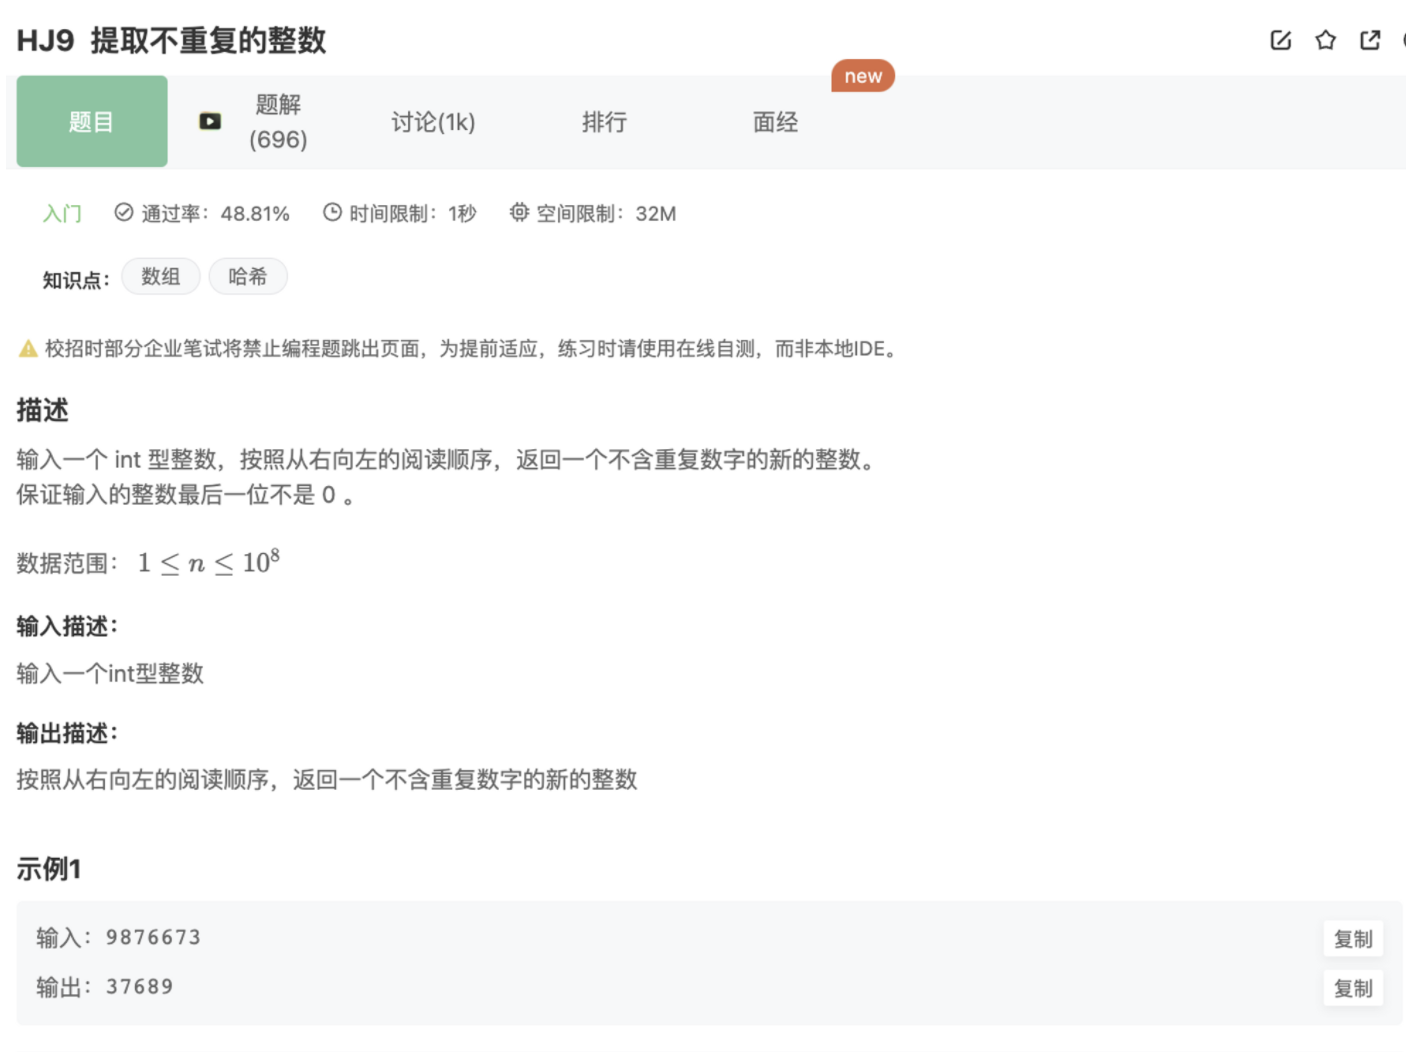 HJ9 提取不重复的整数
new
题目
题解
(696)
讨论(1k)
排行
面经
入门 通过率：48.81% 时间限制：1秒 空间限制：32M
知识点： 数组 哈希
校招时部分企业笔试将禁止编程题跳出页面，为提前适应，练习时请使用在线自测，而非本地IDE。
描述
输入一个 int 型整数，按照从右向左的阅读顺序，返回一个不含重复数字的新的整数。
保证输入的整数最后一位不是 0 。
数据范围： 1 ≤ n ≤ 10⁸
输入描述：
输入一个int型整数
输出描述：
按照从右向左的阅读顺序，返回一个不含重复数字的新的整数
示例1
输入：9876673 复制
输出：37689 复制